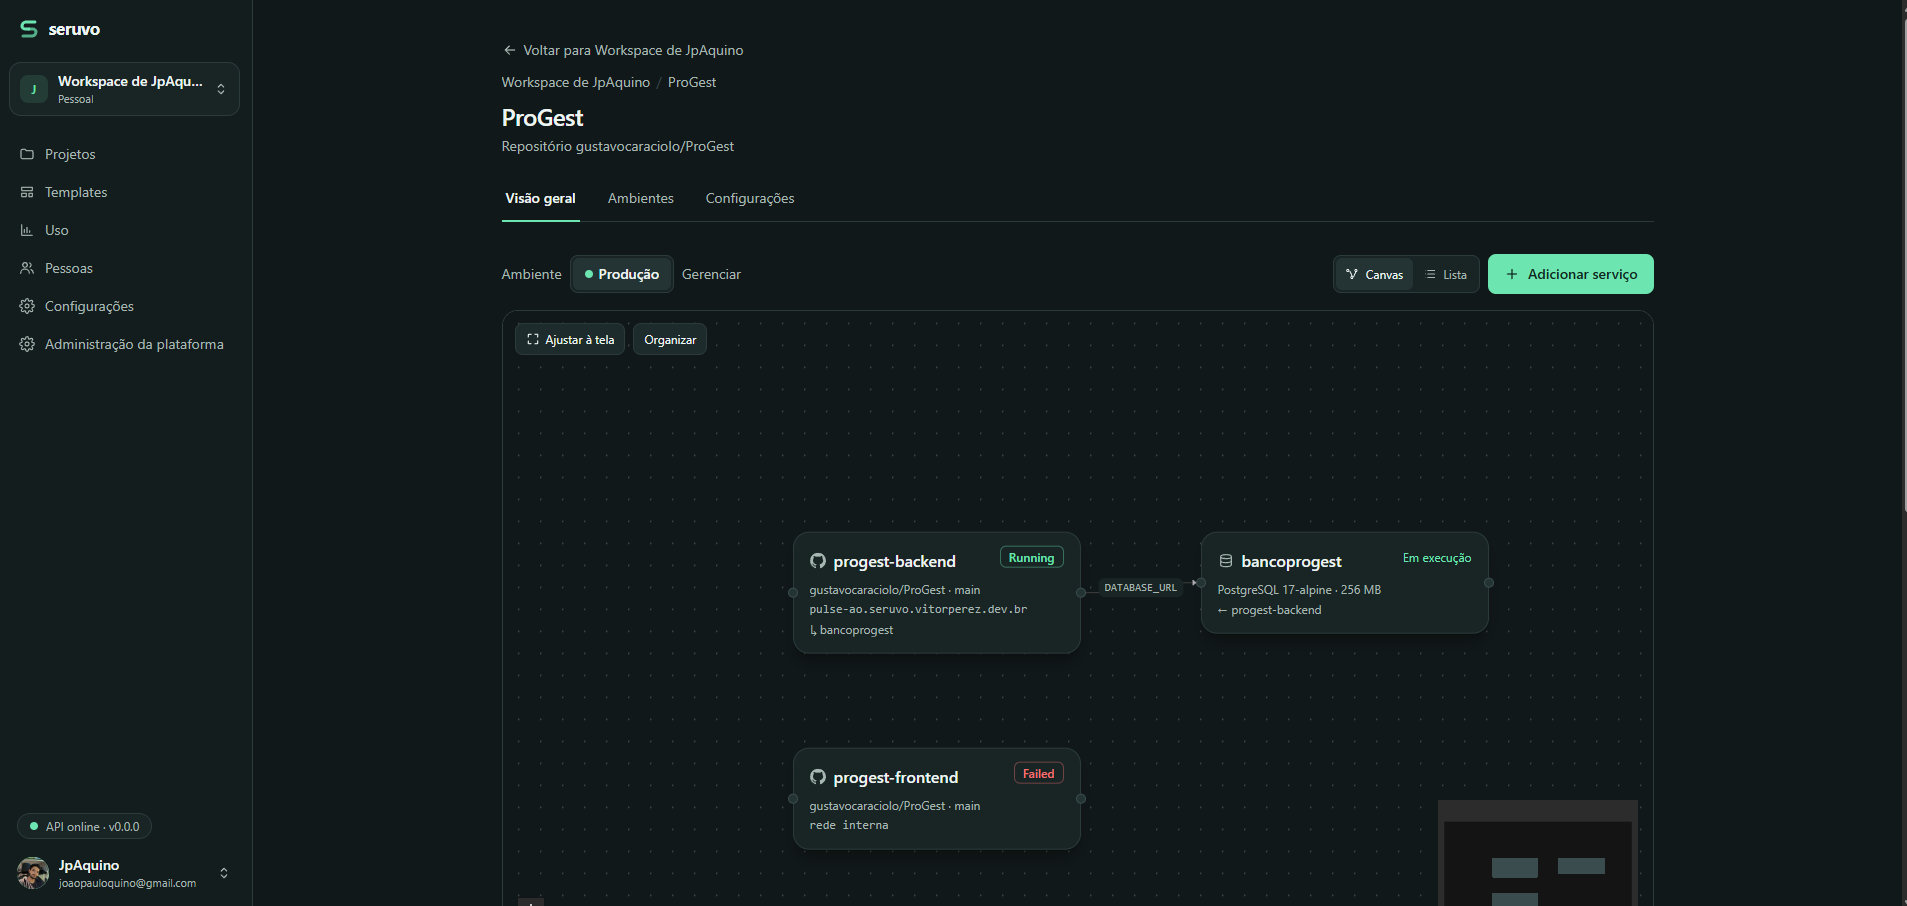 seruvo
J
Workspace de JpAqu...
Pessoal
Projetos
Templates
Uso
Pessoas
Configurações
Administração da plataforma
API online · v0.0.0
JpAquino
joaopauloquino@gmail.com
← Voltar para Workspace de JpAquino
Workspace de JpAquino / ProGest
ProGest
Repositório gustavocaraciolo/ProGest
Visão geral Ambientes Configurações
Ambiente Produção Gerenciar
Canvas Lista + Adicionar serviço
Ajustar à tela Organizar
progest-backend Running
gustavocaraciolo/ProGest · main
pulse-ao.seruvo.vitorperez.dev.br
↳ bancoprogest
DATABASE_URL
bancoprogest Em execução
PostgreSQL 17-alpine · 256 MB
← progest-backend
progest-frontend Failed
gustavocaraciolo/ProGest · main
rede interna